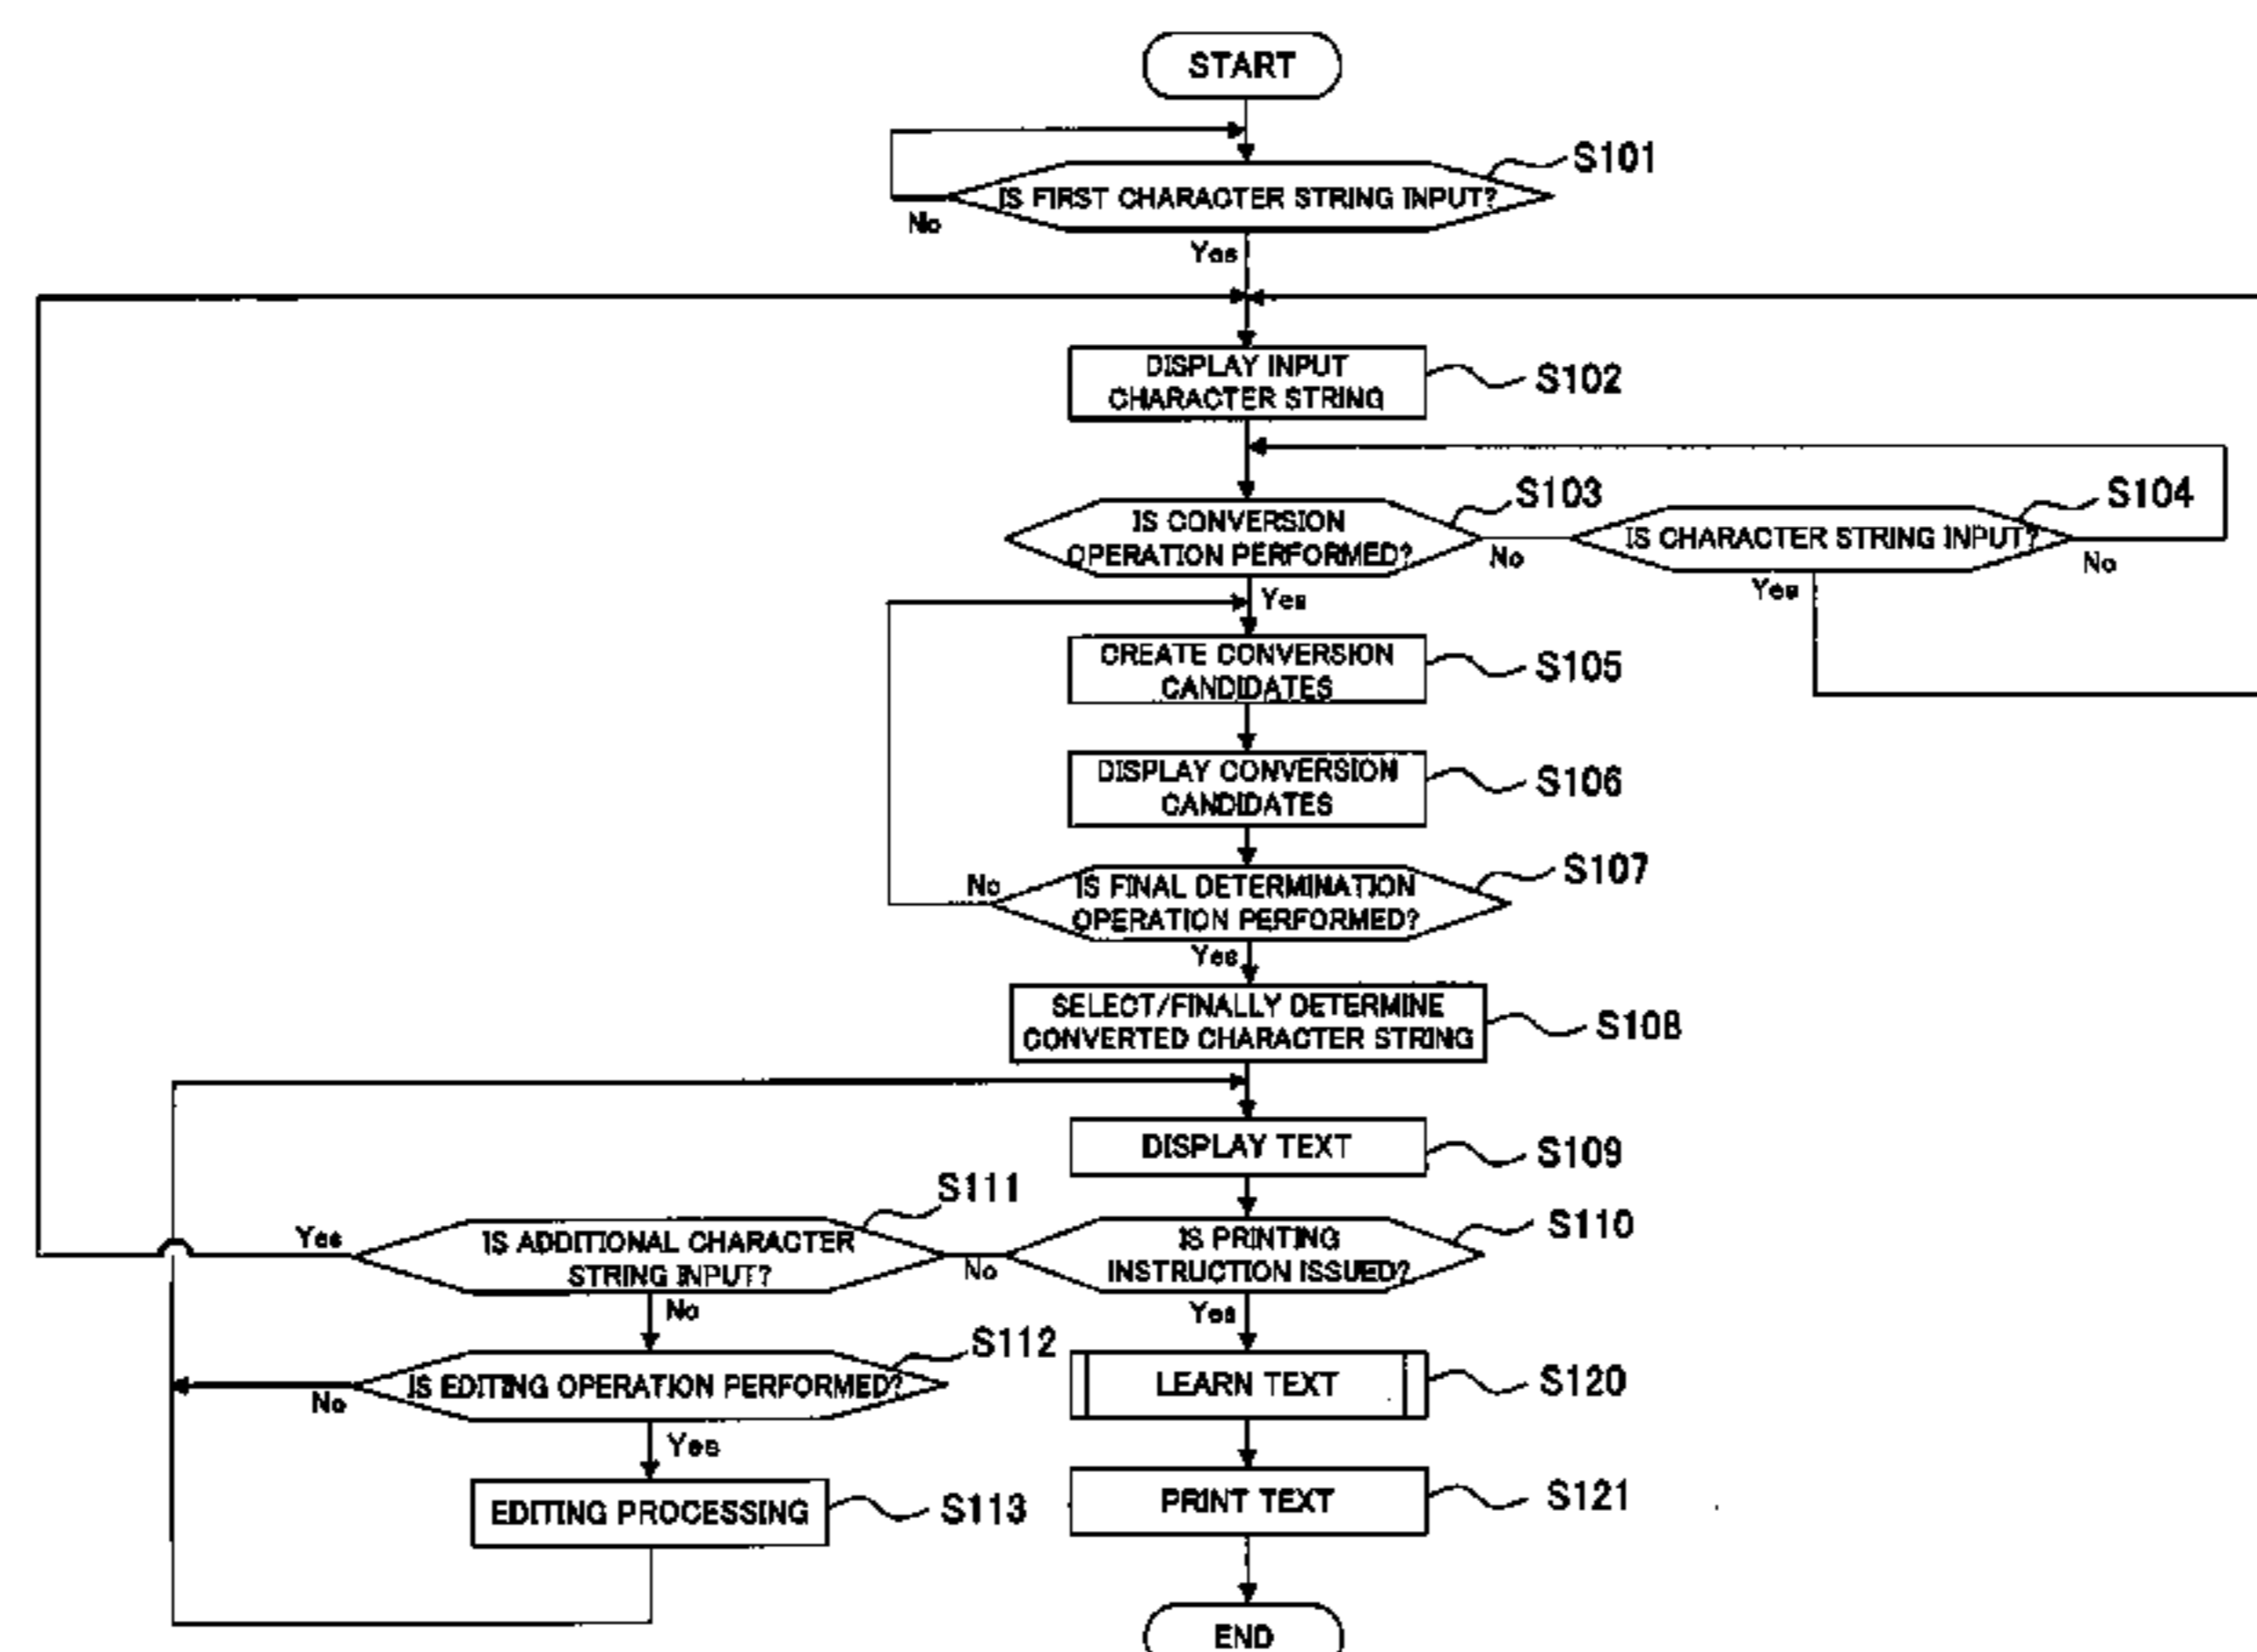 START
S101
IS FIRST CHARACTER STRING INPUT?
No
Yes
DISPLAY INPUT
CHARACTER STRING
S102
S103
S104
IS CONVERSION
OPERATION PERFORMED?
No
IS CHARACTER STRING INPUT?
No
Yes
Yes
CREATE CONVERSION
CANDIDATES
S105
DISPLAY CONVERSION
CANDIDATES
S106
S107
No
IS FINAL DETERMINATION
OPERATION PERFORMED?
Yes
SELECT/FINALLY DETERMINE
CONVERTED CHARACTER STRING
S108
DISPLAY TEXT
S109
S111
S110
Yes
IS ADDITIONAL CHARACTER
STRING INPUT?
No
IS PRINTING
INSTRUCTION ISSUED?
No
Yes
S112
IS EDITING OPERATION PERFORMED?
No
LEARN TEXT
S120
Yes
EDITING PROCESSING
S113
PRINT TEXT
S121
END